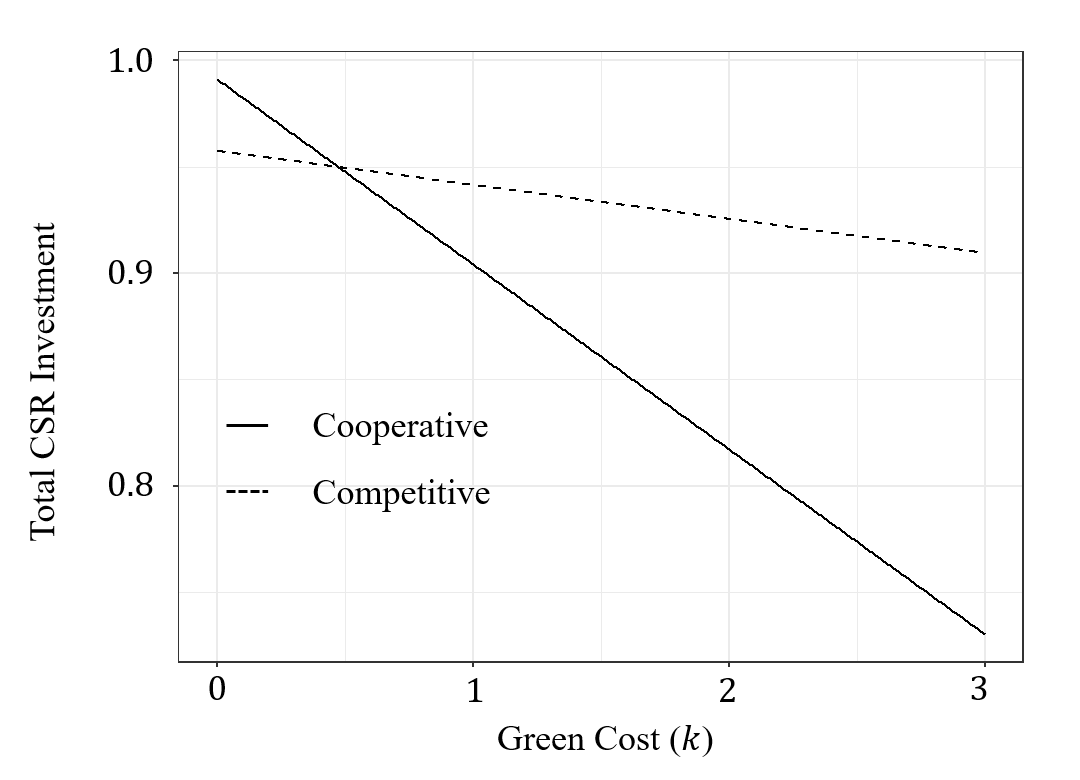 1.0
0.9
0.8
Total CSR Investment
Cooperative
Competitive
0
1
2
3
Green Cost (k)